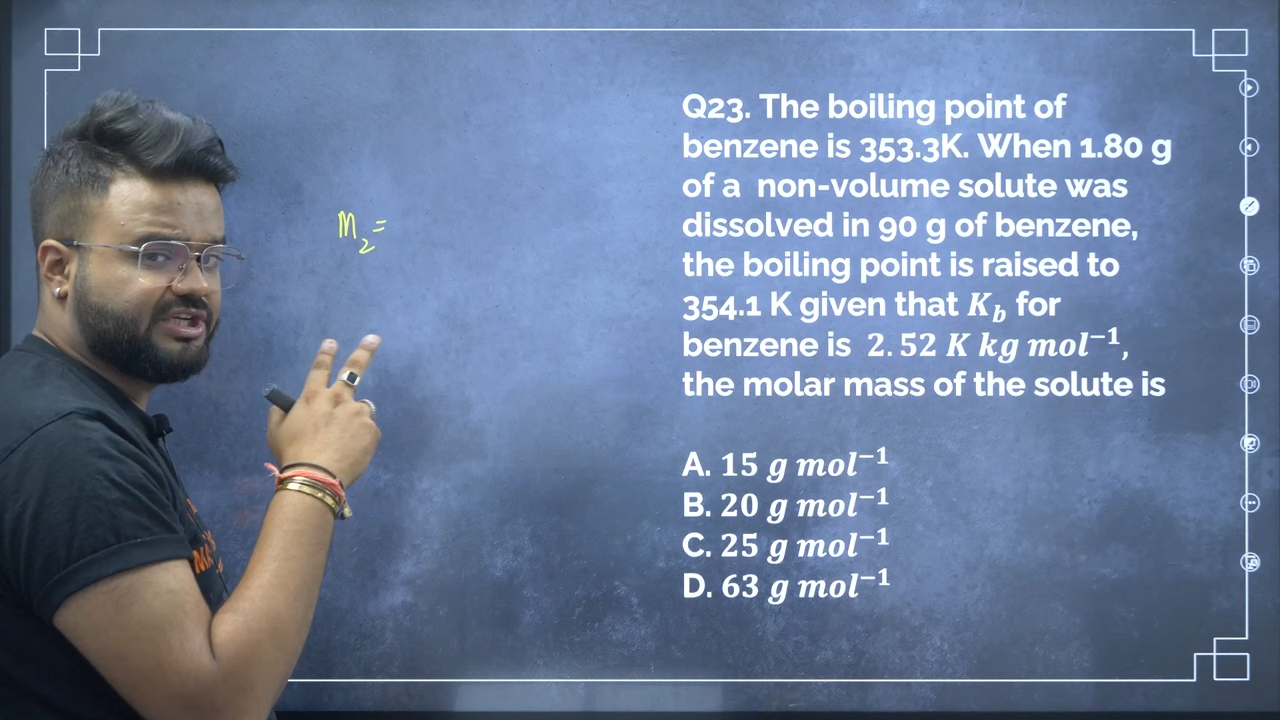 M₂=
Q23. The boiling point of
benzene is 353.3K. When 1.80 g
of a non-volume solute was
dissolved in 90 g of benzene,
the boiling point is raised to
354.1 K given that K_b for
benzene is 2.52 K kg mol⁻¹,
the molar mass of the solute is
A. 15 g mol⁻¹
B. 20 g mol⁻¹
C. 25 g mol⁻¹
D. 63 g mol⁻¹